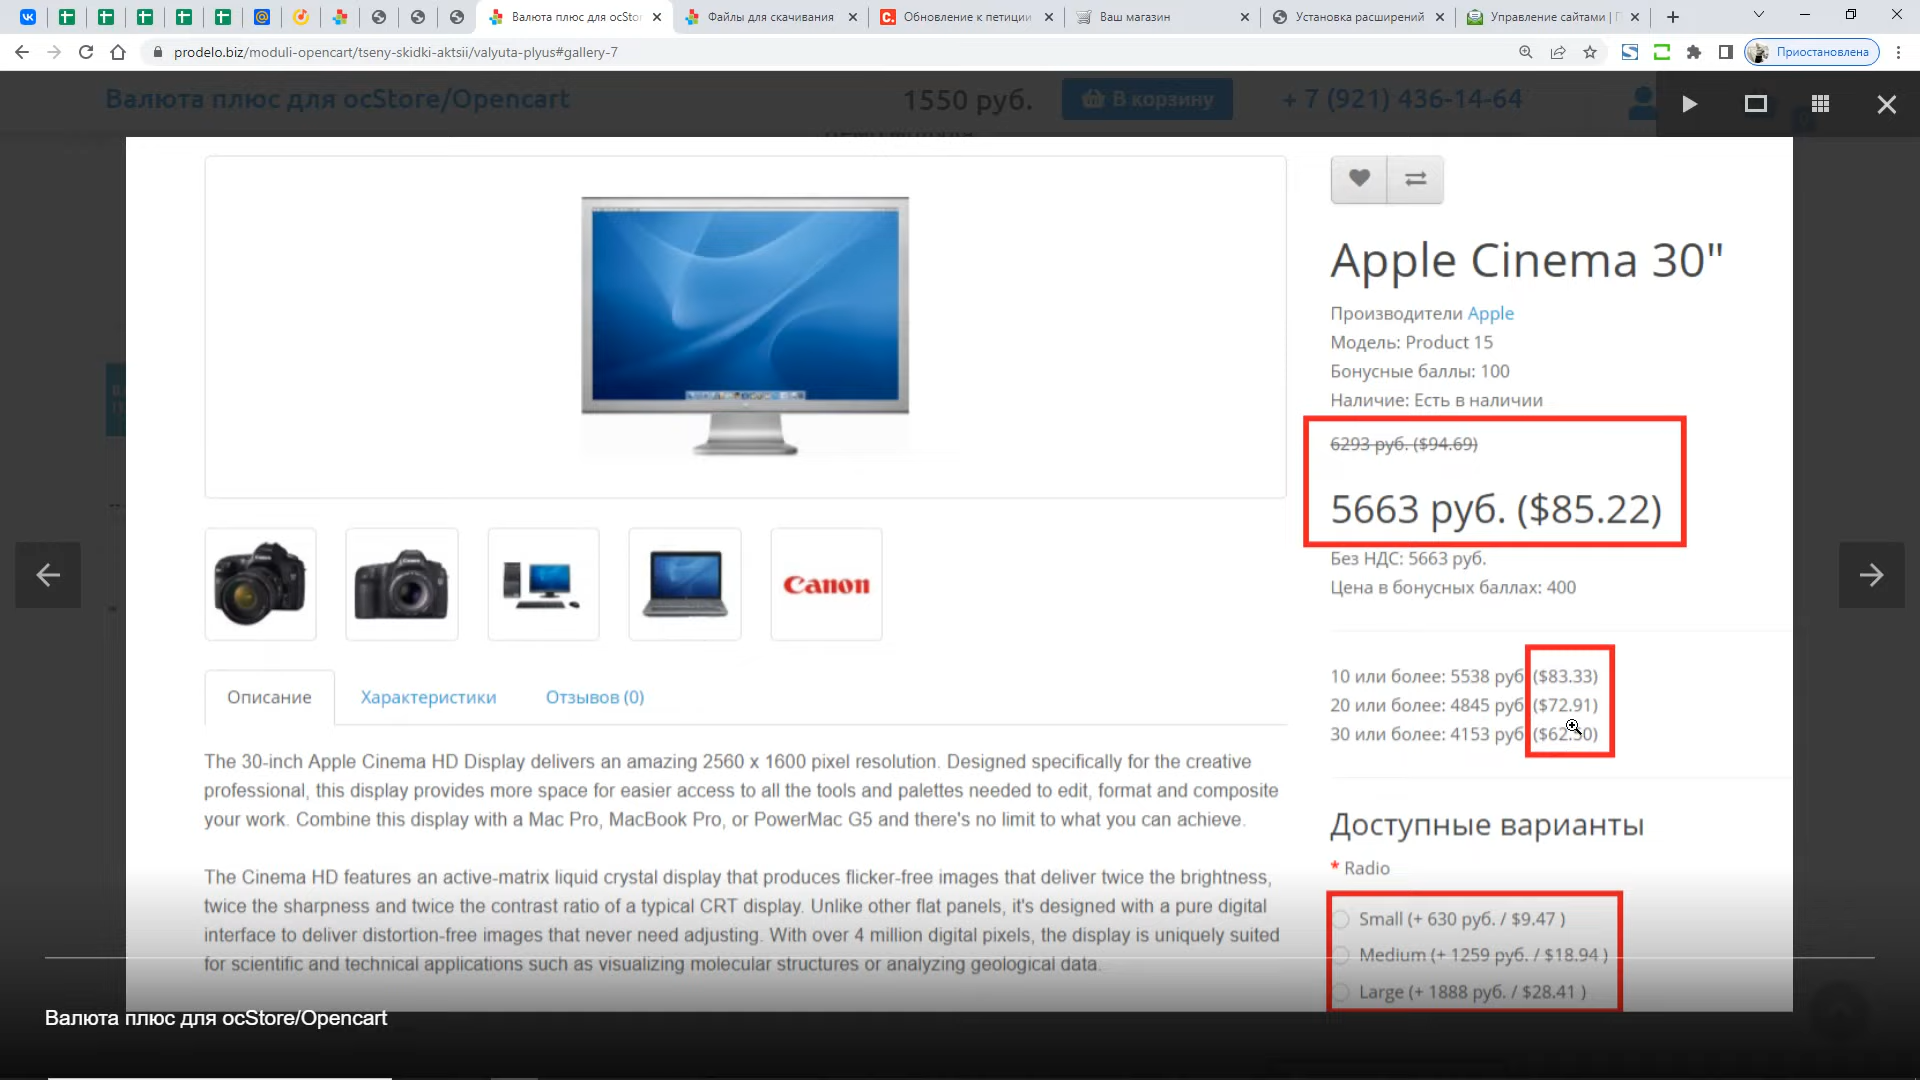 Валюта плюс для ocStor
Файлы для скачивания
Обновление к петиции
Ваш магазин
Установка расширений
Управление сайтами |
prodelo.biz/moduli-opencart/tseny-skidki-aktsii/valyuta-plyus#gallery-7
Приостановлена
Валюта плюс для ocStore/Opencart
1550 руб.
В корзину
+ 7 (921) 436-14-64
Apple Cinema 30"
Производители Apple
Модель: Product 15
Бонусные баллы: 100
Наличие: Есть в наличии
6293 руб. ($94.69)
5663 руб. ($85.22)
Без НДС: 5663 руб.
Цена в бонусных баллах: 400
Canon
10 или более: 5538 руб ($83.33)
20 или более: 4845 руб ($72.91)
30 или более: 4153 руб ($62.50)
Описание
Характеристики
Отзывов (0)
The 30-inch Apple Cinema HD Display delivers an amazing 2560 x 1600 pixel resolution. Designed specifically for the creative
professional, this display provides more space for easier access to all the tools and palettes needed to edit, format and composite
your work. Combine this display with a Mac Pro, MacBook Pro, or PowerMac G5 and there's no limit to what you can achieve.
The Cinema HD features an active-matrix liquid crystal display that produces flicker-free images that deliver twice the brightness,
twice the sharpness and twice the contrast ratio of a typical CRT display. Unlike other flat panels, it's designed with a pure digital
interface to deliver distortion-free images that never need adjusting. With over 4 million digital pixels, the display is uniquely suited
for scientific and technical applications such as visualizing molecular structures or analyzing geological data.
Доступные варианты
* Radio
Small (+ 630 руб. / $9.47 )
Medium (+ 1259 руб. / $18.94 )
Large (+ 1888 руб. / $28.41 )
Валюта плюс для ocStore/Opencart